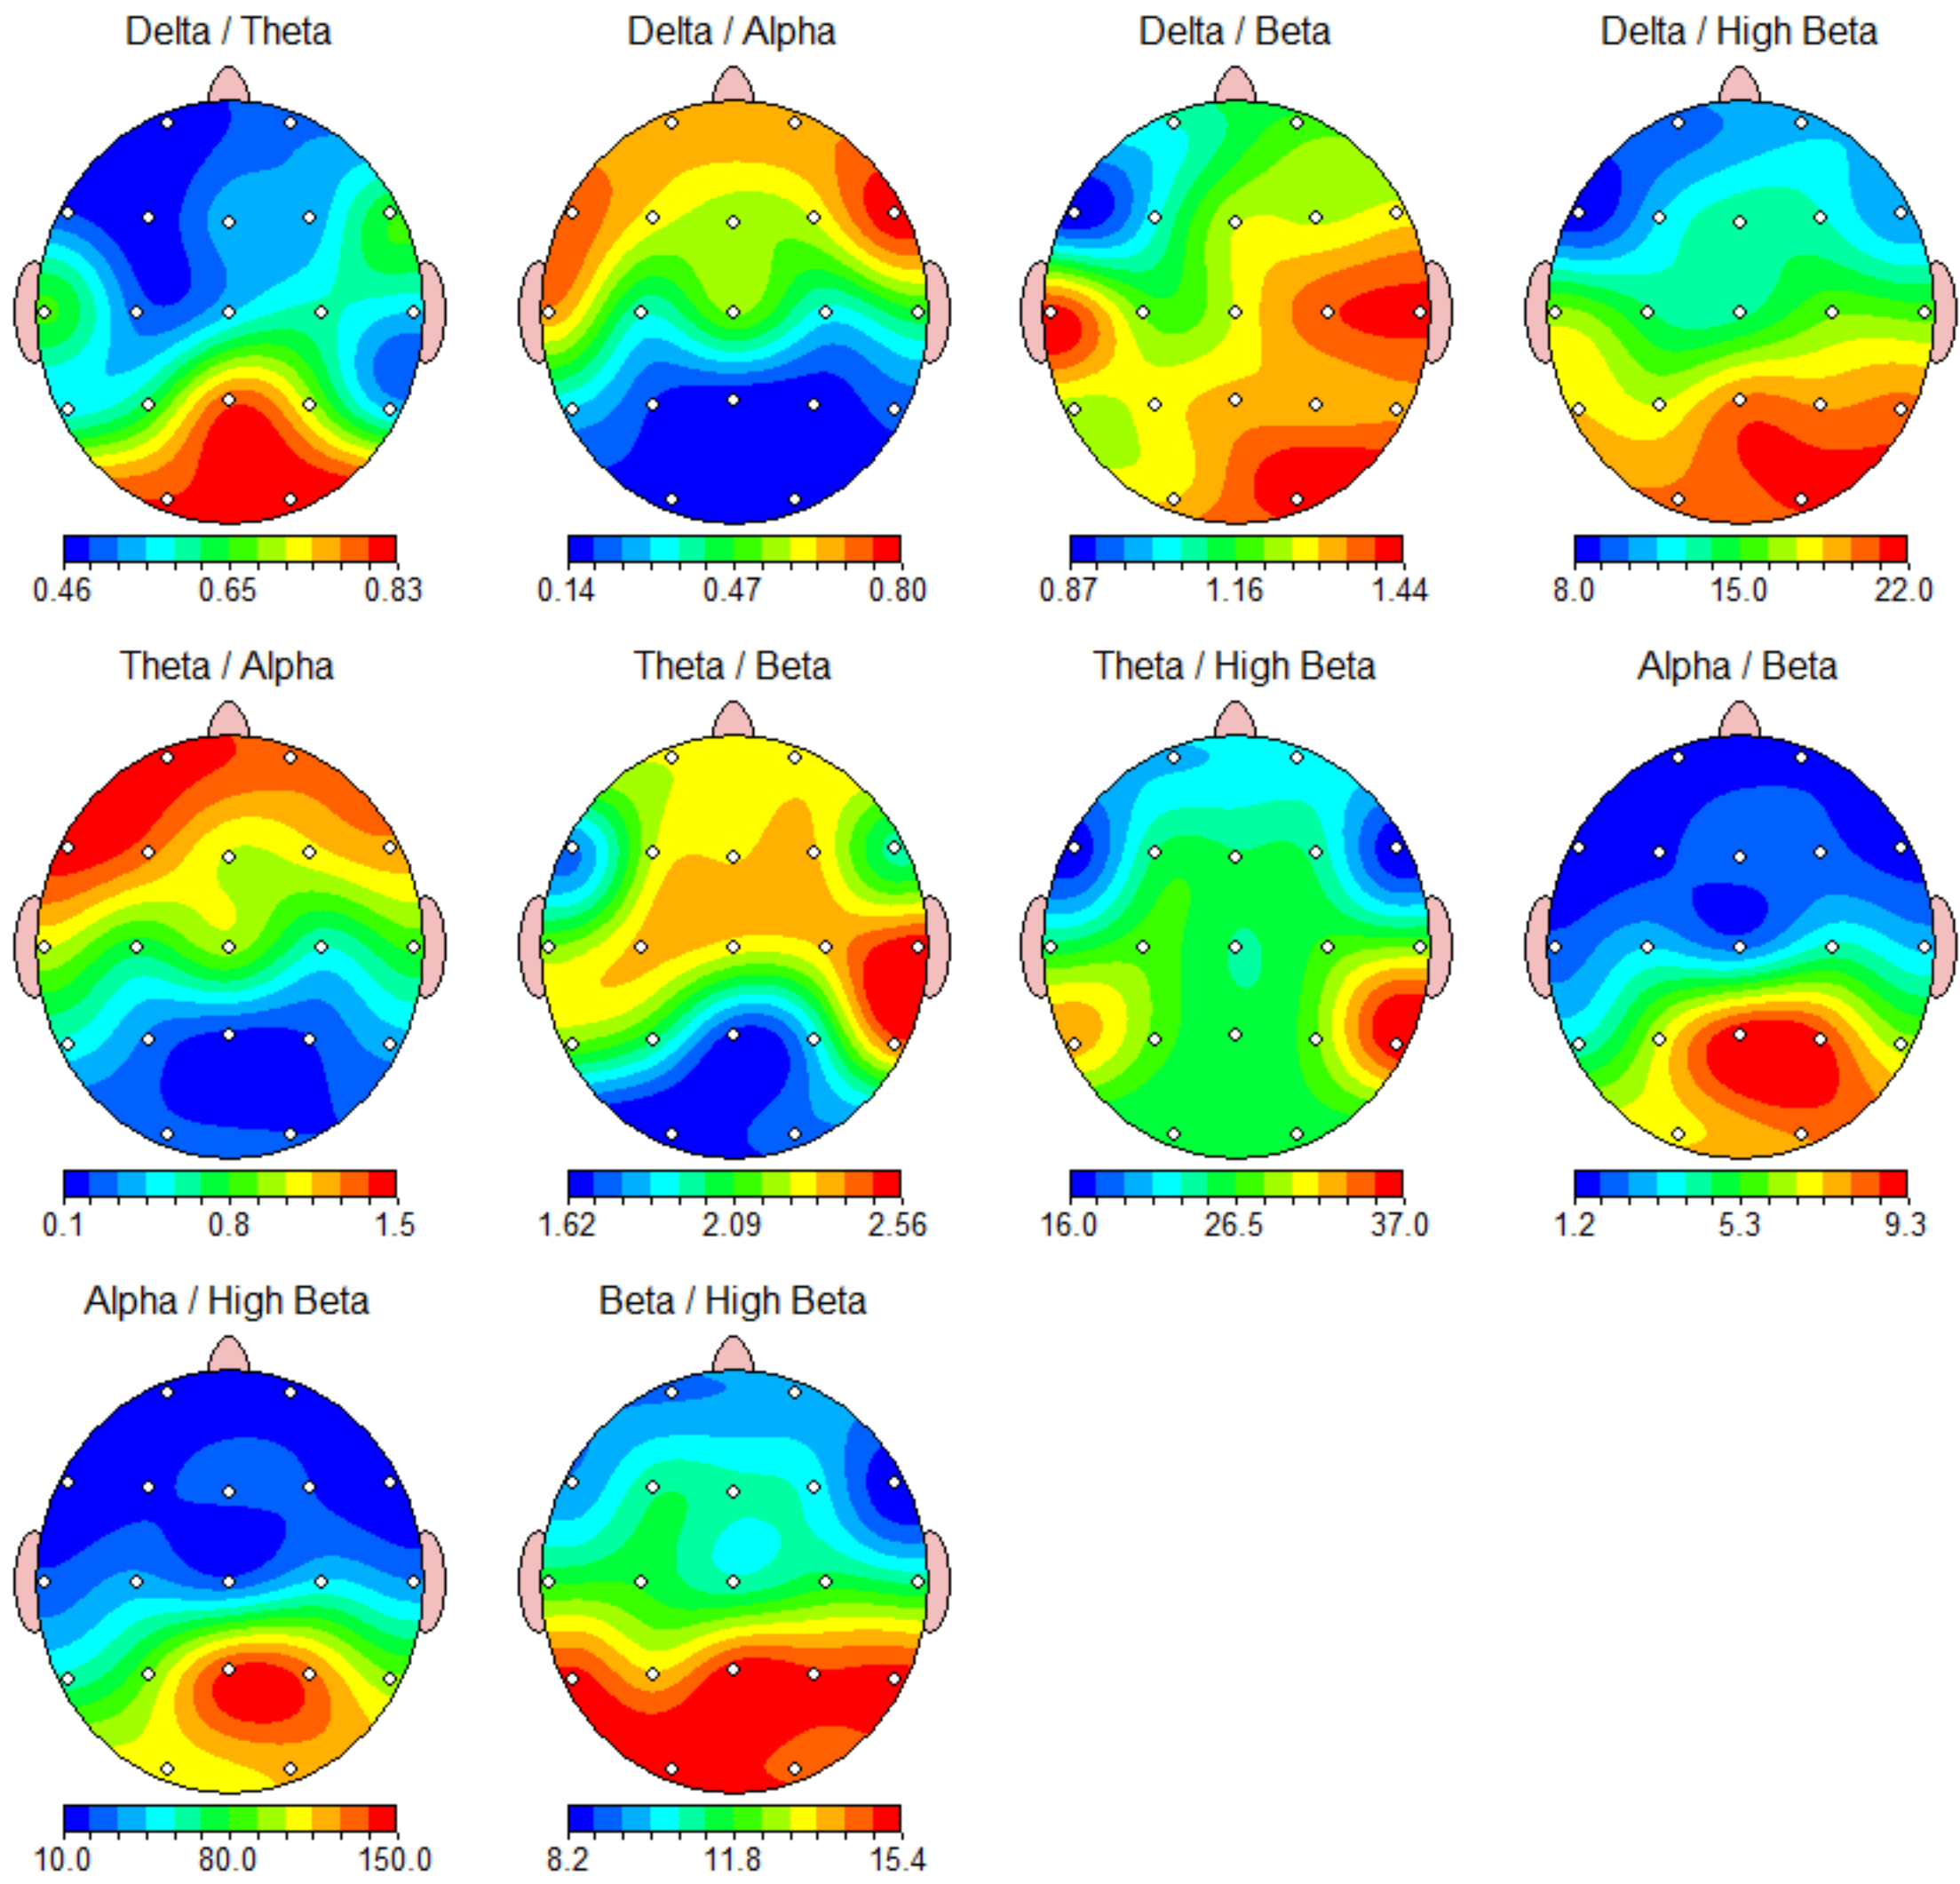 Delta / Theta
Delta / Alpha
Delta / Beta
Delta / High Beta
0.46 0.65 0.83
0.14 0.47 0.80
0.87 1.16 1.44
8.0 15.0 22.0
Theta / Alpha
Theta / Beta
Theta / High Beta
Alpha / Beta
0.1 0.8 1.5
1.62 2.09 2.56
16.0 26.5 37.0
1.2 5.3 9.3
Alpha / High Beta
Beta / High Beta
10.0 80.0 150.0
8.2 11.8 15.4